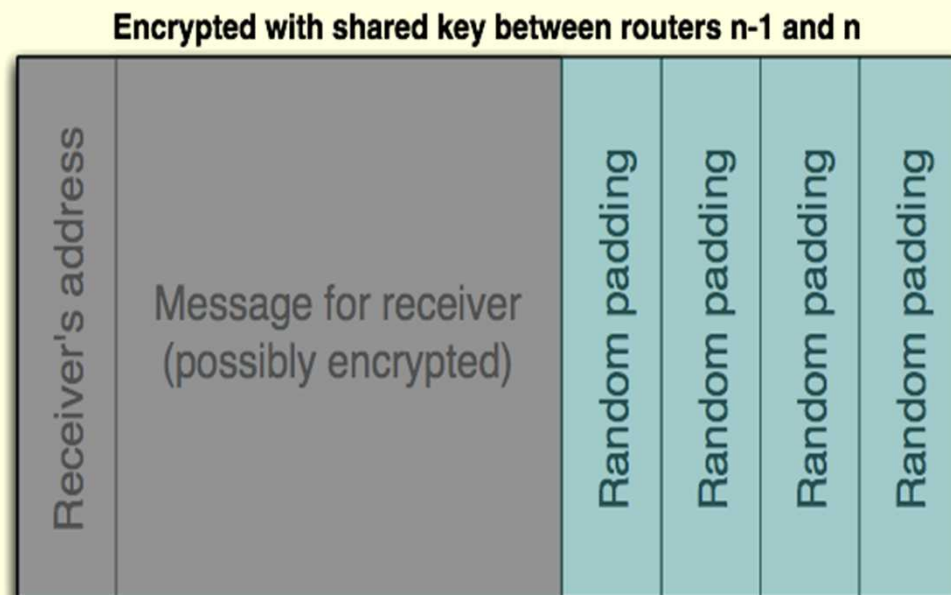 Encrypted with shared key between routers n-1 and n
Receiver's address
Message for receiver
(possibly encrypted)
Random padding
Random padding
Random padding
Random padding